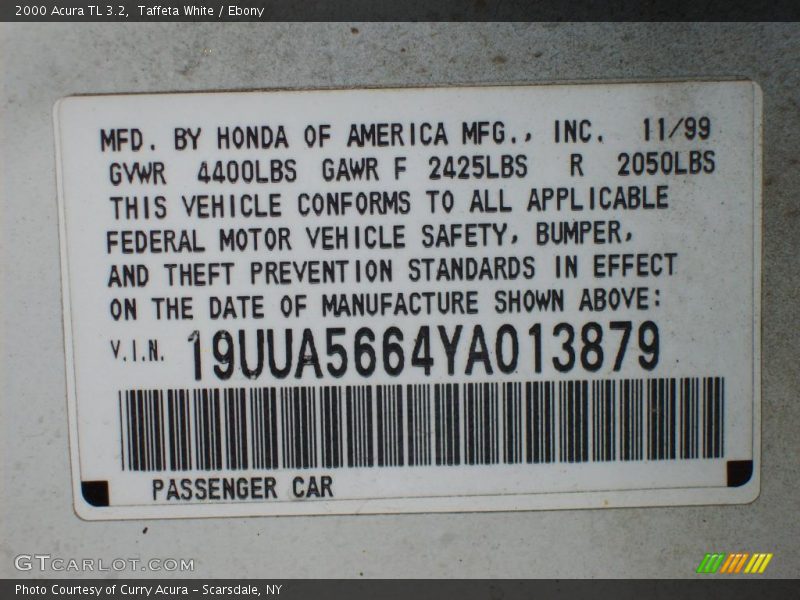 2000 Acura TL 3.2, Taffeta White / Ebony
MFD. BY HONDA OF AMERICA MFG., INC. 11/99
GVWR 4400LBS GAWR F 2425LBS R 2050LBS
THIS VEHICLE CONFORMS TO ALL APPLICABLE
FEDERAL MOTOR VEHICLE SAFETY, BUMPER,
AND THEFT PREVENTION STANDARDS IN EFFECT
ON THE DATE OF MANUFACTURE SHOWN ABOVE:
V.I.N. 19UUA5664YA013879
PASSENGER CAR
GTCARLOT.COM
Photo Courtesy of Curry Acura - Scarsdale, NY